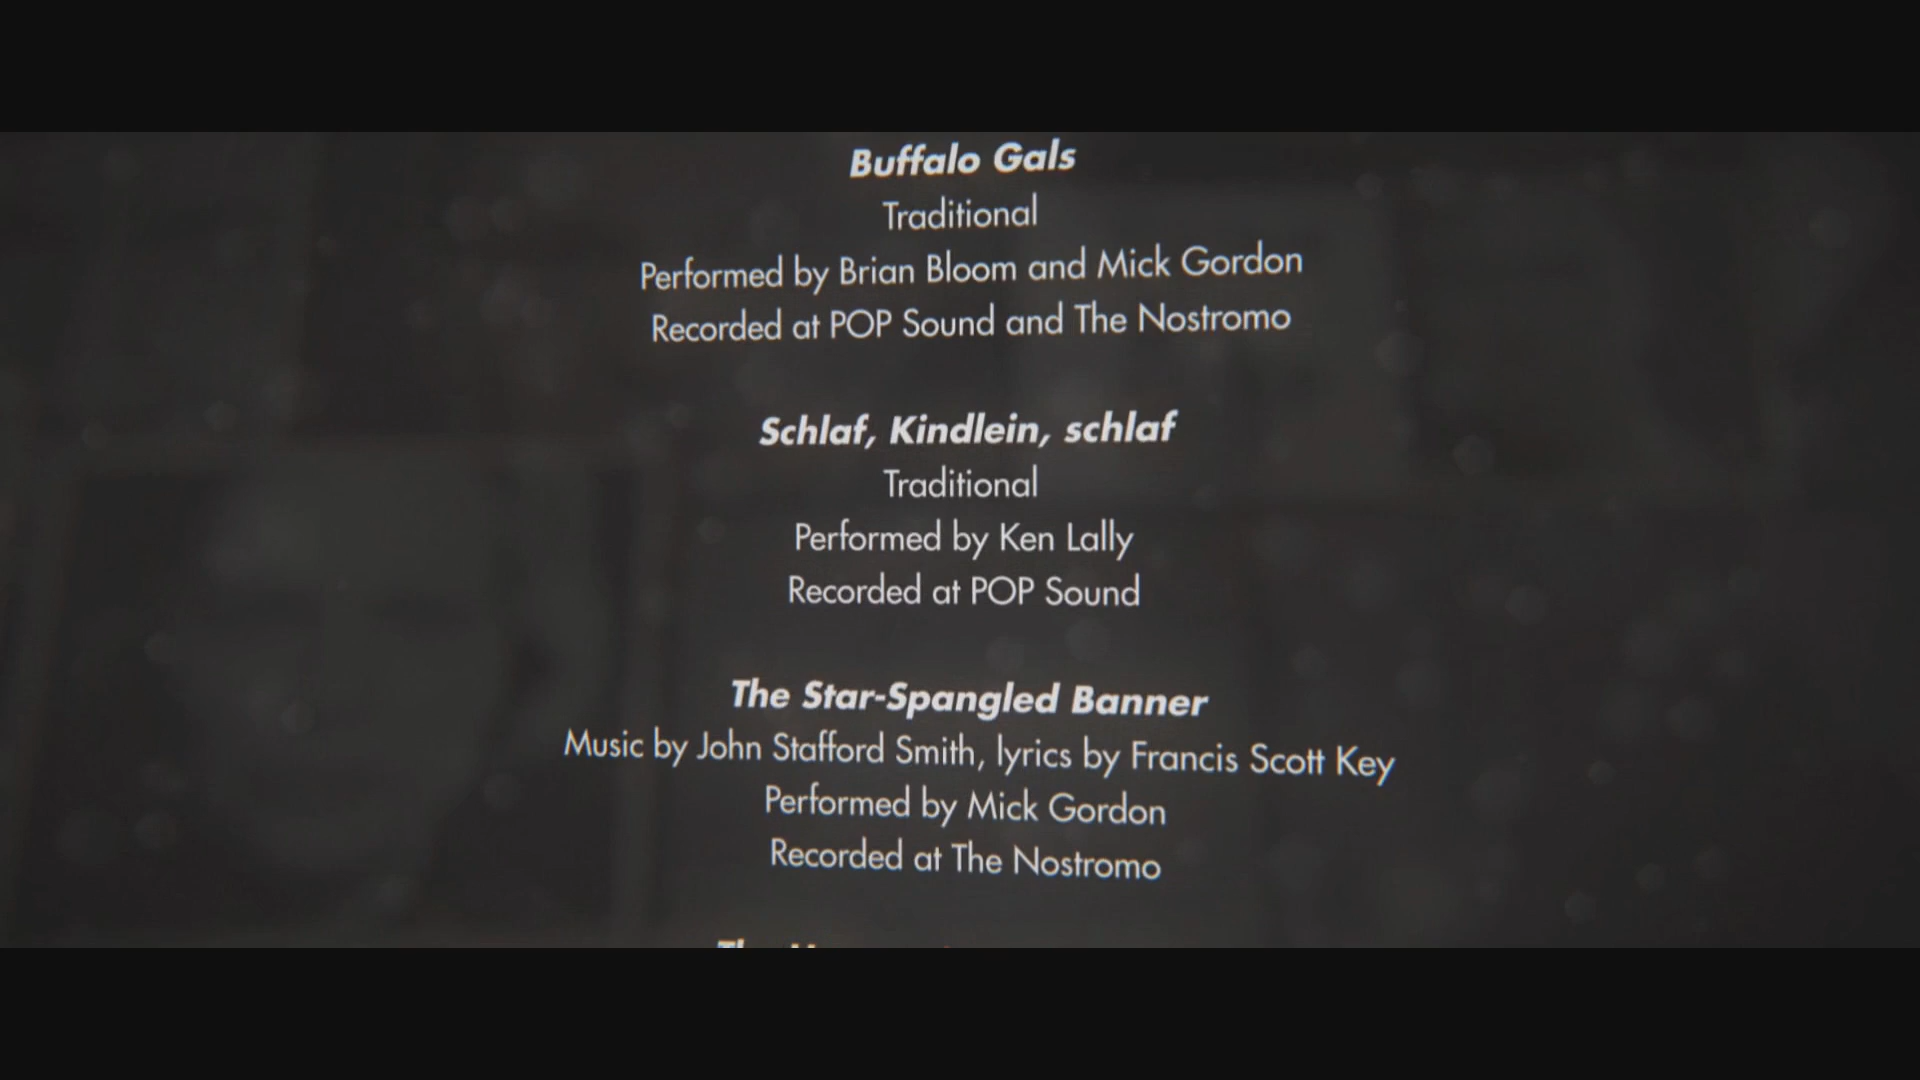 Buffalo Gals
Traditional
Performed by Brian Bloom and Mick Gordon
Recorded at POP Sound and The Nostromo
Schlaf, Kindlein, schlaf
Traditional
Performed by Ken Lally
Recorded at POP Sound
The Star-Spangled Banner
Music by John Stafford Smith, lyrics by Francis Scott Key
Performed by Mick Gordon
Recorded at The Nostromo